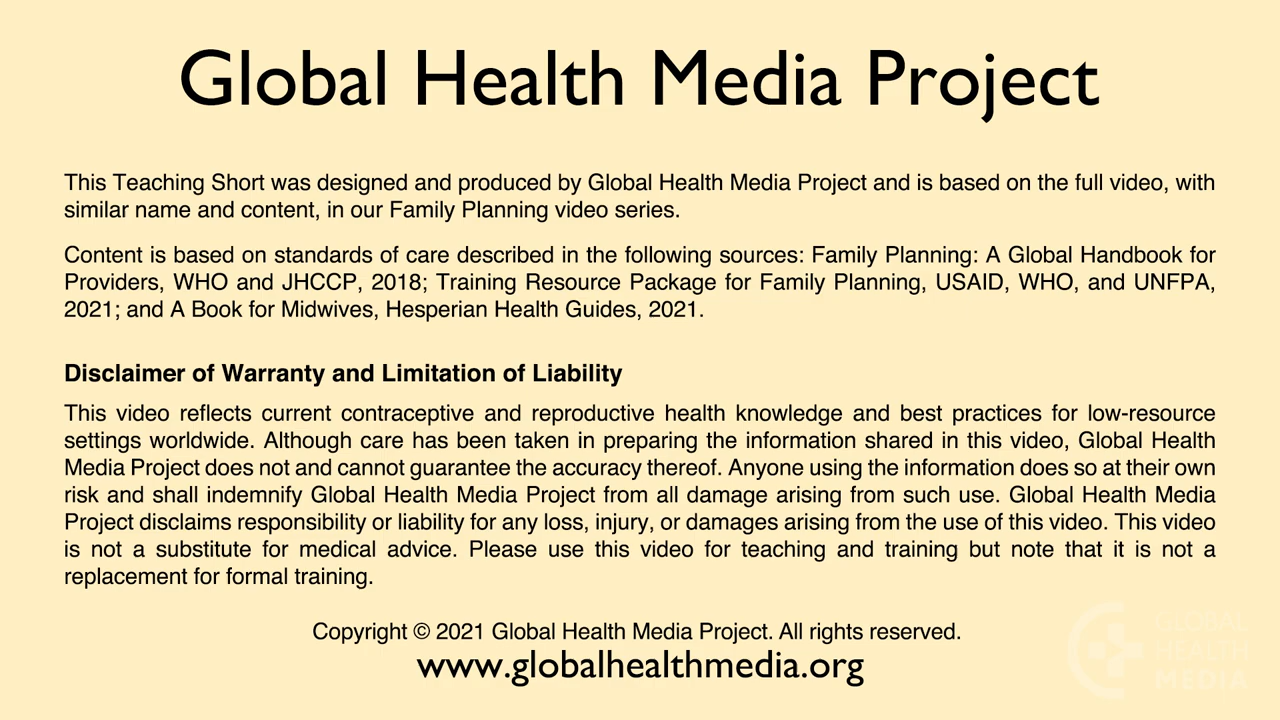 Global Health Media Project
This Teaching Short was designed and produced by Global Health Media Project and is based on the full video, with
similar name and content, in our Family Planning video series.
Content is based on standards of care described in the following sources: Family Planning: A Global Handbook for
Providers, WHO and JHCCP, 2018; Training Resource Package for Family Planning, USAID, WHO, and UNFPA,
2021; and A Book for Midwives, Hesperian Health Guides, 2021.
Disclaimer of Warranty and Limitation of Liability
This video reflects current contraceptive and reproductive health knowledge and best practices for low-resource
settings worldwide. Although care has been taken in preparing the information shared in this video, Global Health
Media Project does not and cannot guarantee the accuracy thereof. Anyone using the information does so at their own
risk and shall indemnify Global Health Media Project from all damage arising from such use. Global Health Media
Project disclaims responsibility or liability for any loss, injury, or damages arising from the use of this video. This video
is not a substitute for medical advice. Please use this video for teaching and training but note that it is not a
replacement for formal training.
Copyright © 2021 Global Health Media Project. All rights reserved.
www.globalhealthmedia.org
GLOBAL
HEALTH
MEDIA